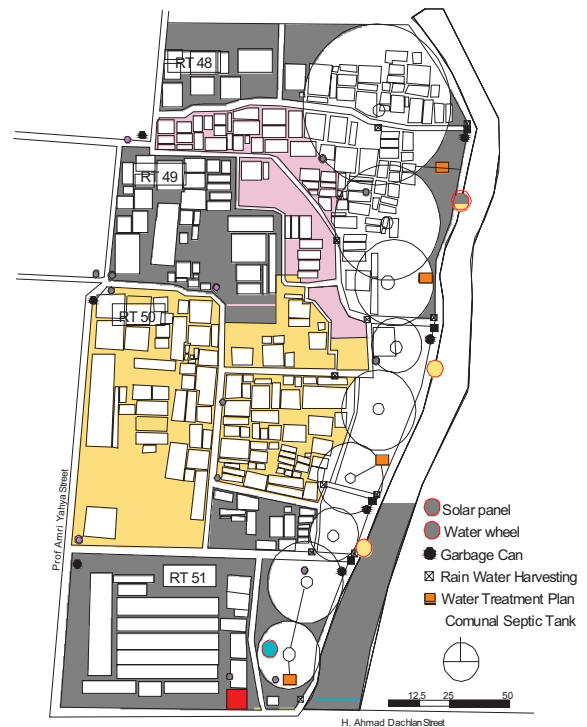 RT 48
RT 49
RT 50
Prof Amri Yahya Street
RT 51
Solar panel
Water wheel
Garbage Can
Rain Water Harvesting
Water Treatment Plan
Comunal Septic Tank
12,5 25 50
H. Ahmad Dachlan Street